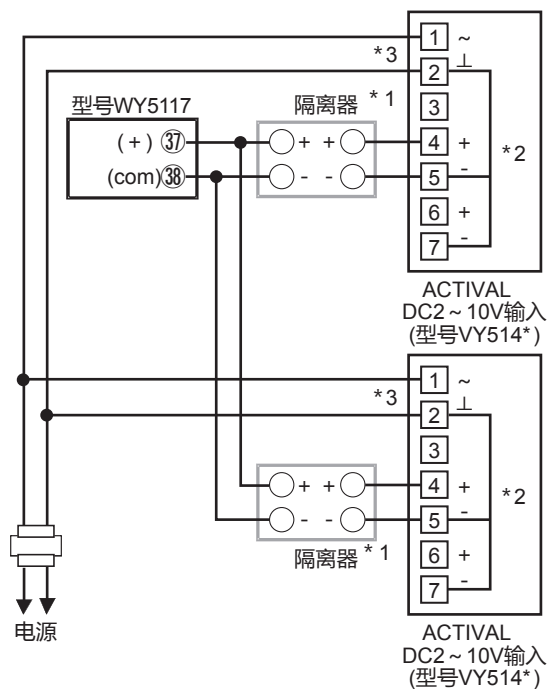 1 ~
*3
2 ⊥
型号WY5117
隔离器 *1
3
(+) ㊲
+ +
4 +
*2
(com)㊳
- -
5 -
6 +
7 -
ACTIVAL
DC2~10V输入
(型号VY514*)
1 ~
*3
2 ⊥
3
+ +
4 +
*2
- -
5 -
隔离器 *1
6 +
7 -
电源
ACTIVAL
DC2~10V输入
(型号VY514*)